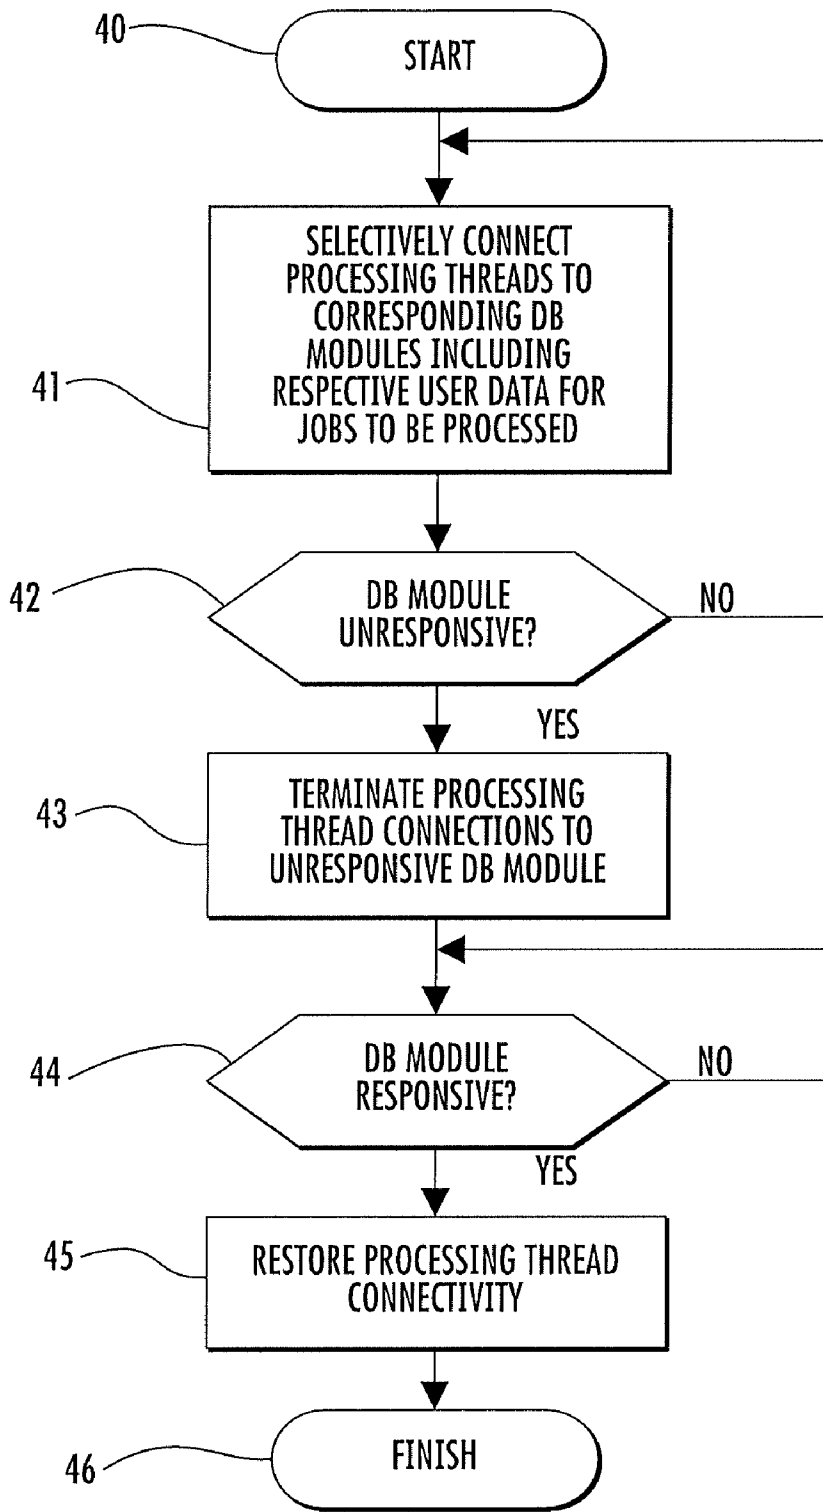 40
START
SELECTIVELY CONNECT
PROCESSING THREADS TO
CORRESPONDING DB
MODULES INCLUDING
RESPECTIVE USER DATA FOR
JOBS TO BE PROCESSED
41
42
DB MODULE
UNRESPONSIVE?
NO
YES
43
TERMINATE PROCESSING
THREAD CONNECTIONS TO
UNRESPONSIVE DB MODULE
44
DB MODULE
RESPONSIVE?
NO
YES
45
RESTORE PROCESSING THREAD
CONNECTIVITY
46
FINISH